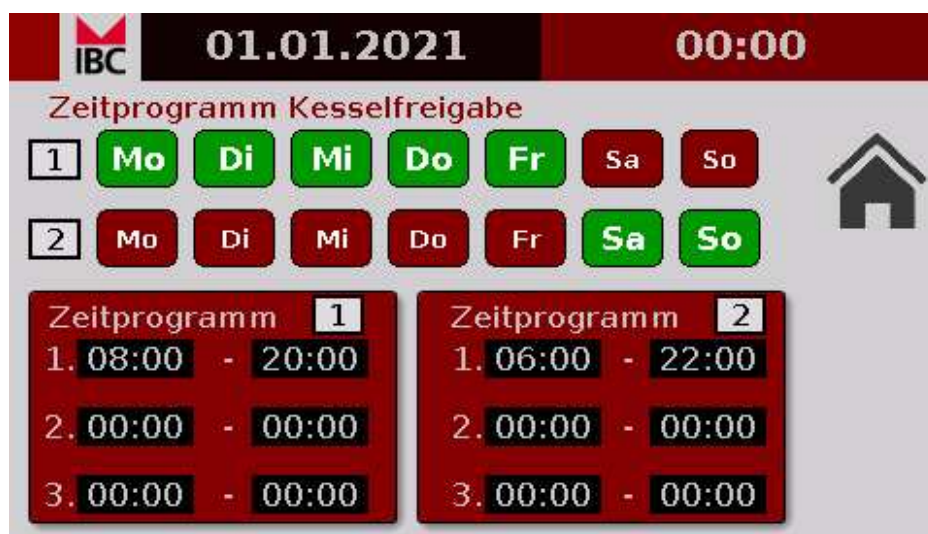 IBC 01.01.2021 00:00
Zeitprogramm Kesselfreigabe
1 Mo Di Mi Do Fr Sa So
2 Mo Di Mi Do Fr Sa So
Zeitprogramm 1
1. 08:00 - 20:00
2. 00:00 - 00:00
3. 00:00 - 00:00
Zeitprogramm 2
1. 06:00 - 22:00
2. 00:00 - 00:00
3. 00:00 - 00:00